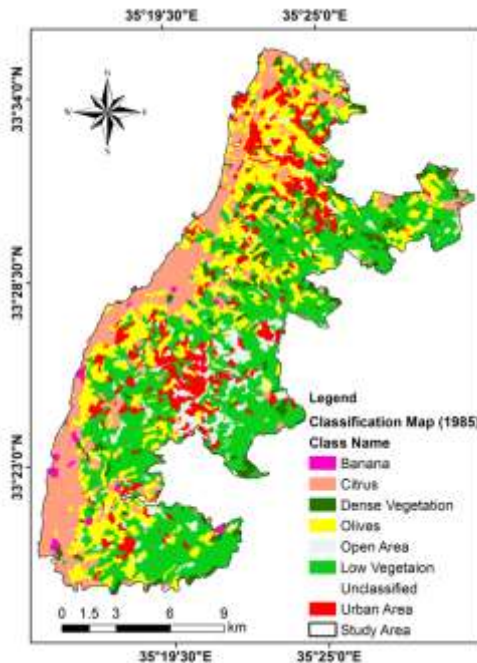 35°19'30"E 35°25'0"E
33°34'0"N
33°28'30"N
33°23'0"N
Legend
Classification Map (1985)
Class Name
Banana
Citrus
Dense Vegetation
Olives
Open Area
Low Vegetaion
Unclassified
Urban Area
Study Area
0 1.5 3 6 9
km
35°19'30"E 35°25'0"E